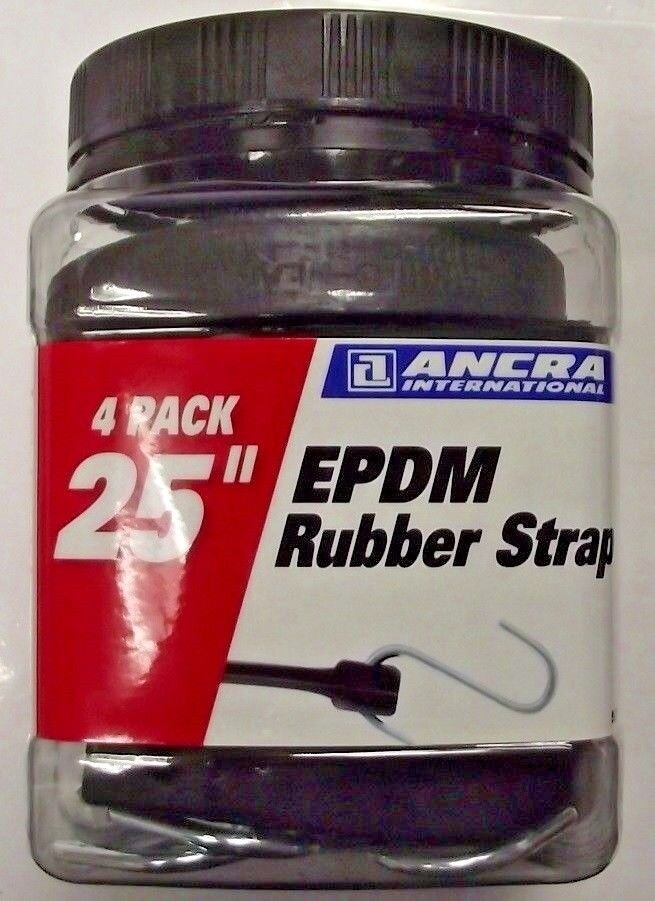 ANCRA
INTERNATIONAL
4 PACK
25"
EPDM
Rubber Strap